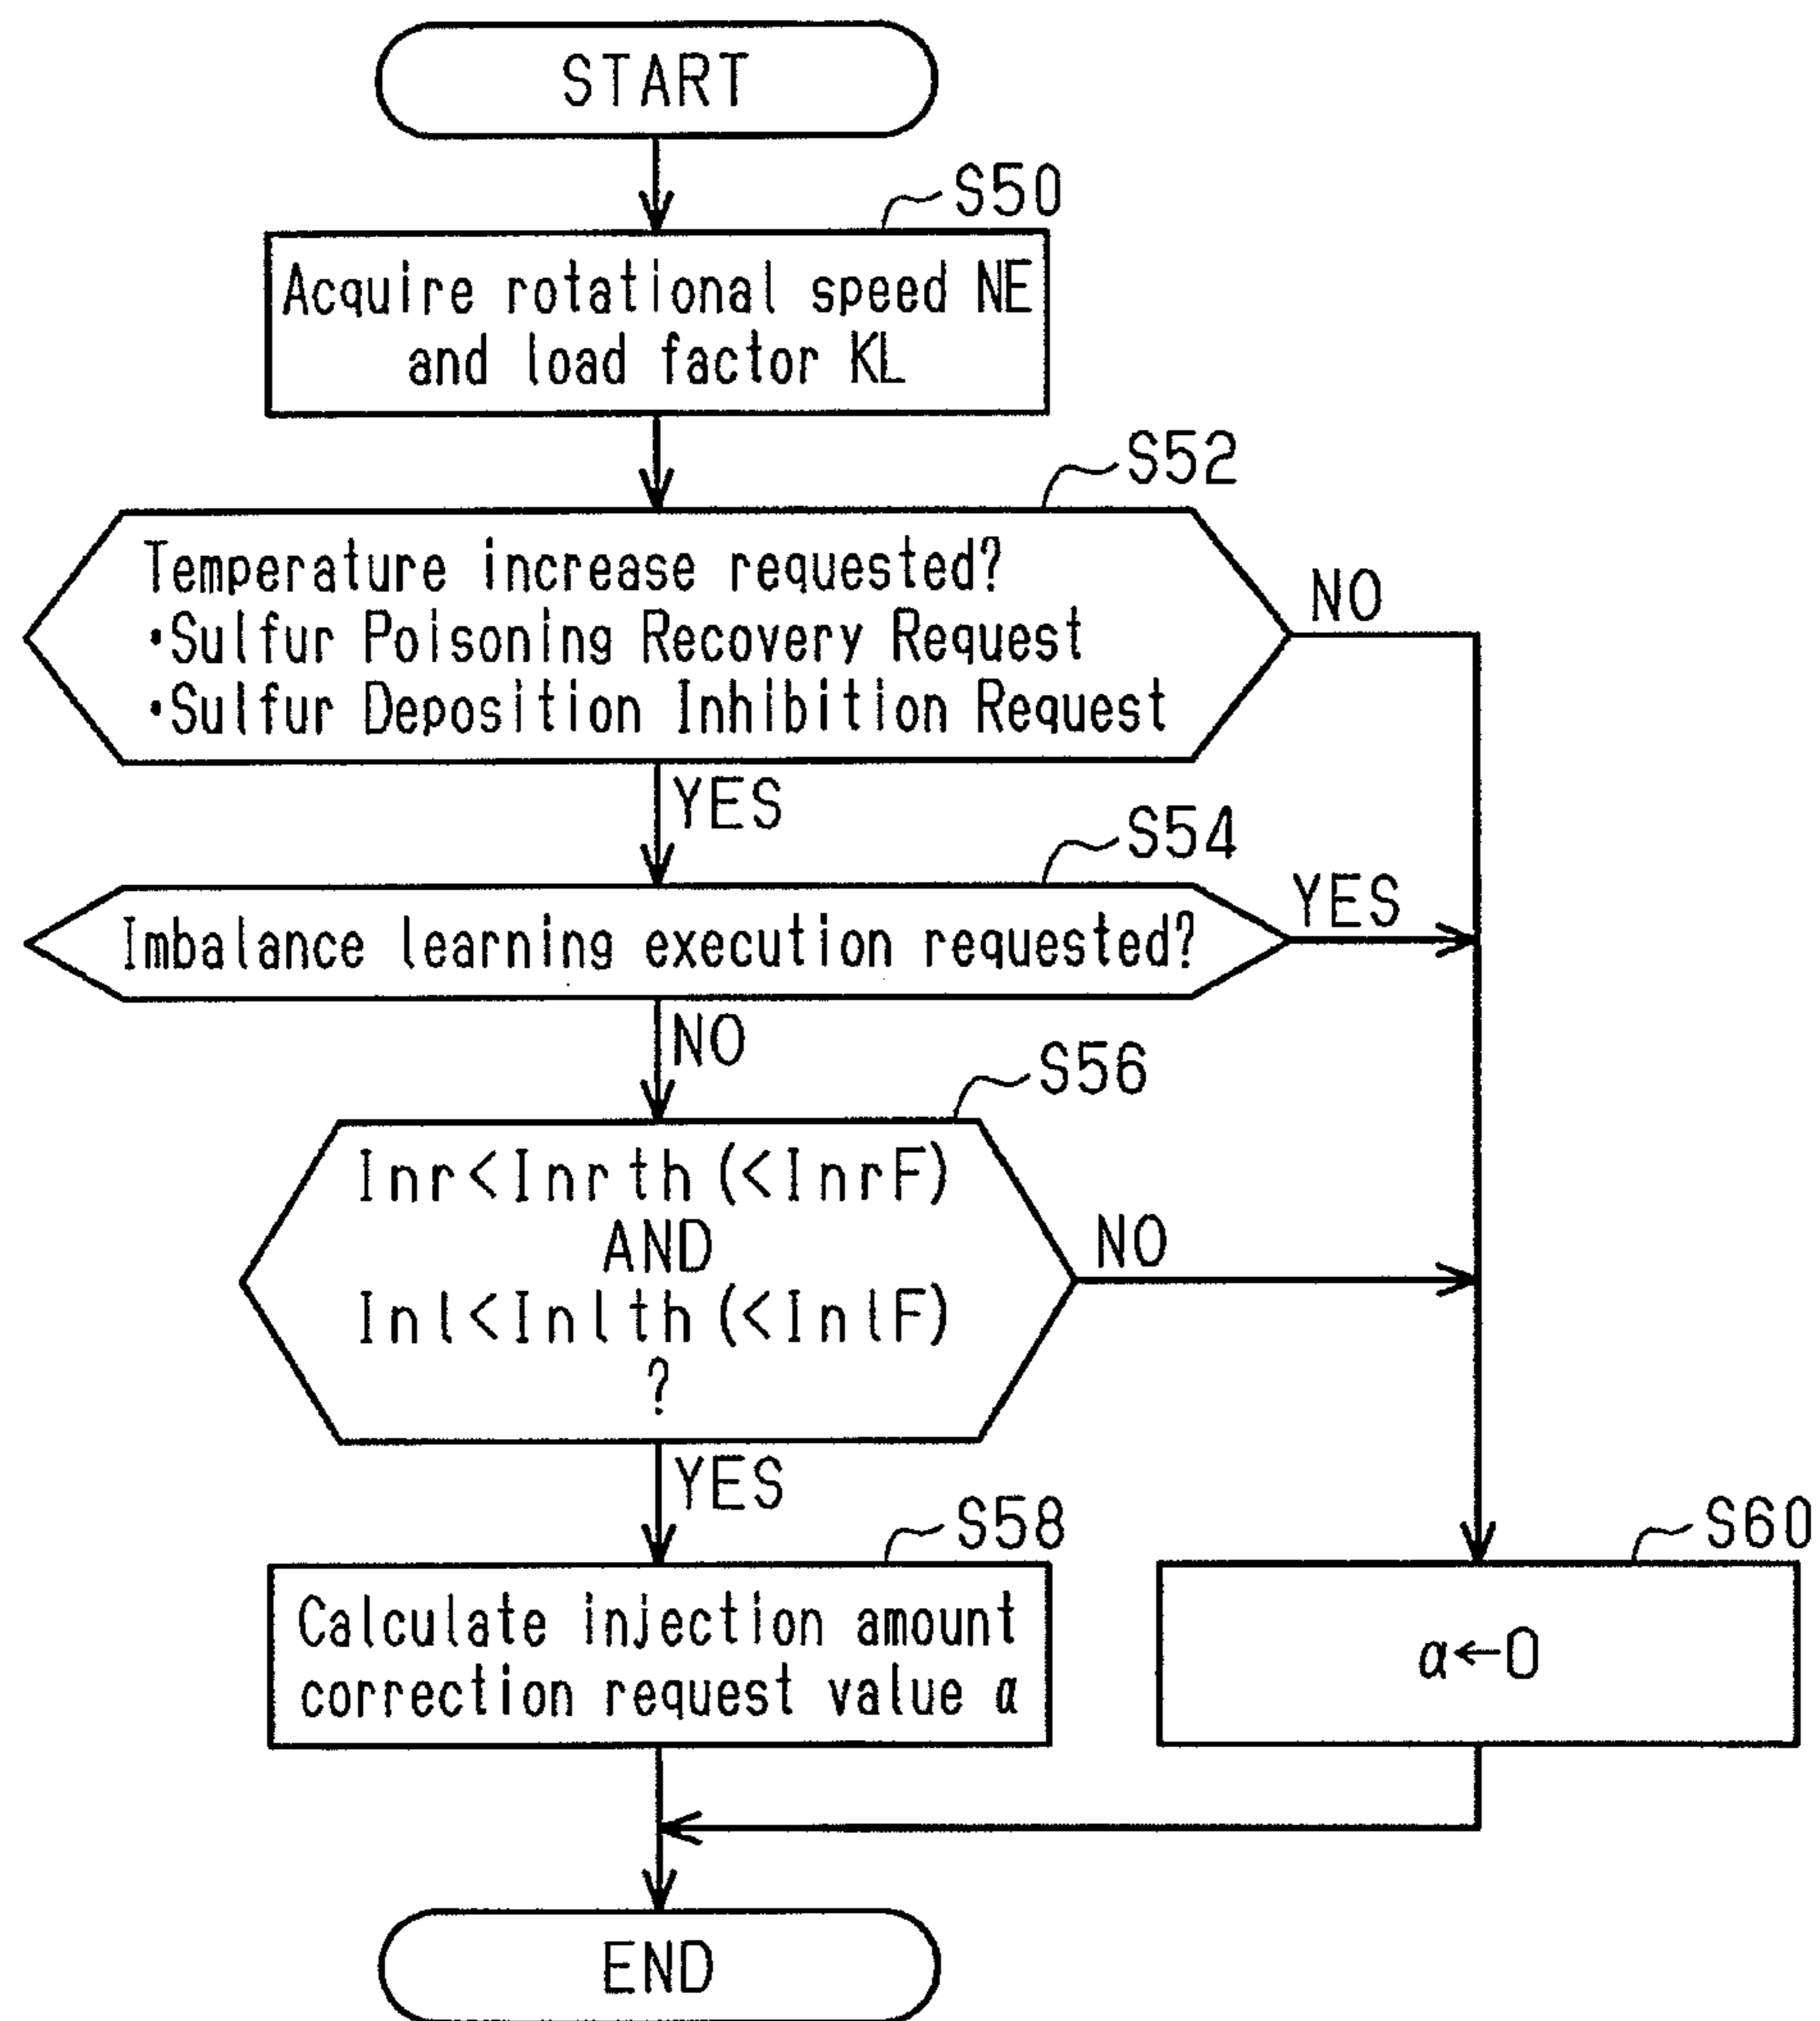 START
S50
Acquire rotational speed NE
and load factor KL
S52
Temperature increase requested?
•Sulfur Poisoning Recovery Request
•Sulfur Deposition Inhibition Request
NO
YES
S54
Imbalance learning execution requested?
YES
NO
S56
Inr<Inrth(<InrF)
AND
Inl<Inlth(<InlF)
?
NO
YES
S58
Calculate injection amount
correction request value α
S60
α←0
END